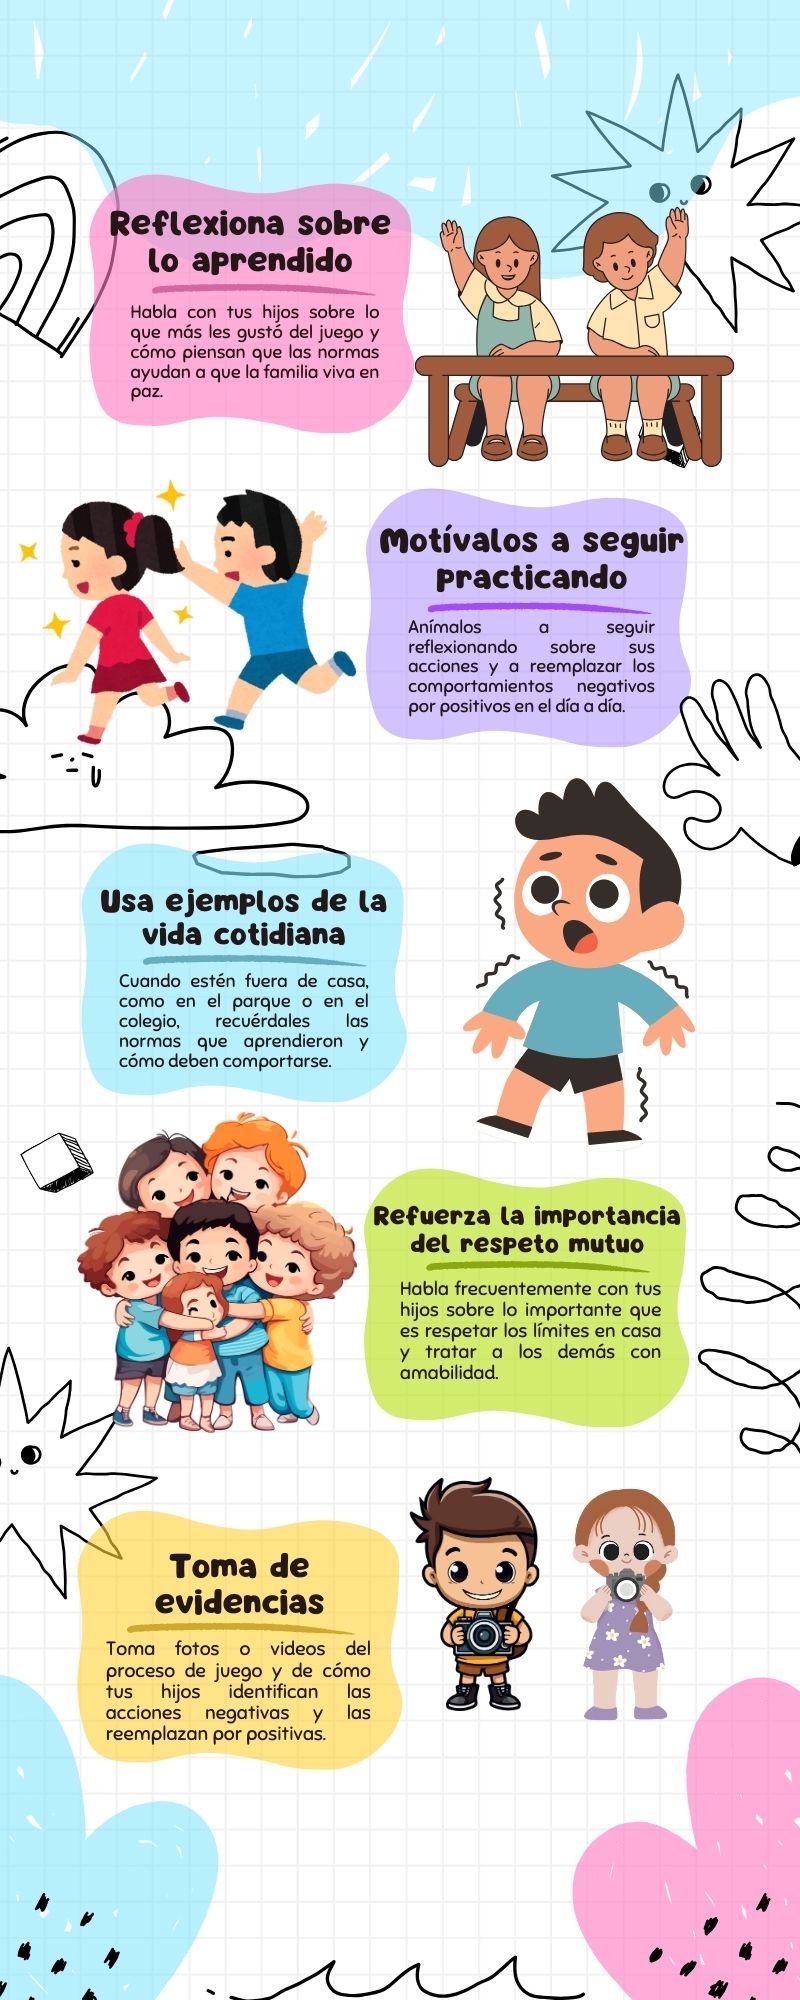 Reflexiona sobre
lo aprendido
Habla con tus hijos sobre lo
que más les gustó del juego y
cómo piensan que las normas
ayudan a que la familia viva en
paz.
Motívalos a seguir
practicando
Anímalos a seguir
reflexionando sobre sus
acciones y a reemplazar los
comportamientos negativos
por positivos en el día a día.
Usa ejemplos de la
vida cotidiana
Cuando estén fuera de casa,
como en el parque o en el
colegio, recuérdales las
normas que aprendieron y
cómo deben comportarse.
Refuerza la importancia
del respeto mutuo
Habla frecuentemente con tus
hijos sobre lo importante que
es respetar los límites en casa
y tratar a los demás con
amabilidad.
Toma de
evidencias
Toma fotos o videos del
proceso de juego y de cómo
tus hijos identifican las
acciones negativas y las
reemplazan por positivas.